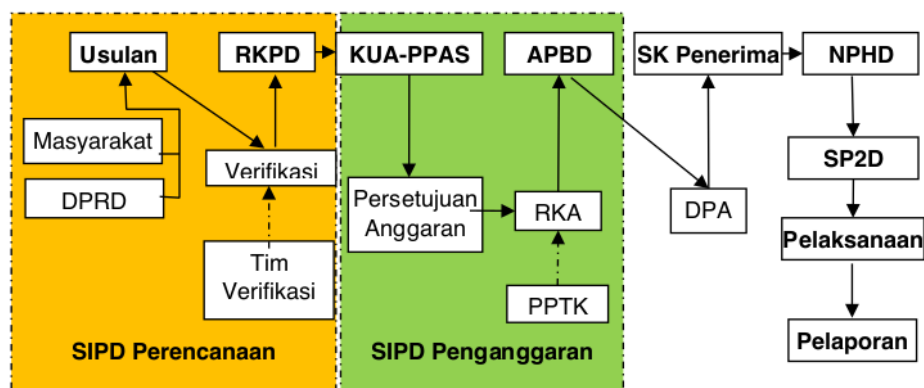 Usulan
RKPD
KUA-PPAS
APBD
SK Penerima
NPHD
Masyarakat
Verifikasi
SP2D
DPRD
Persetujuan
Anggaran
RKA
DPA
Tim
Verifikasi
Pelaksanaan
PPTK
Pelaporan
SIPD Perencanaan
SIPD Penganggaran